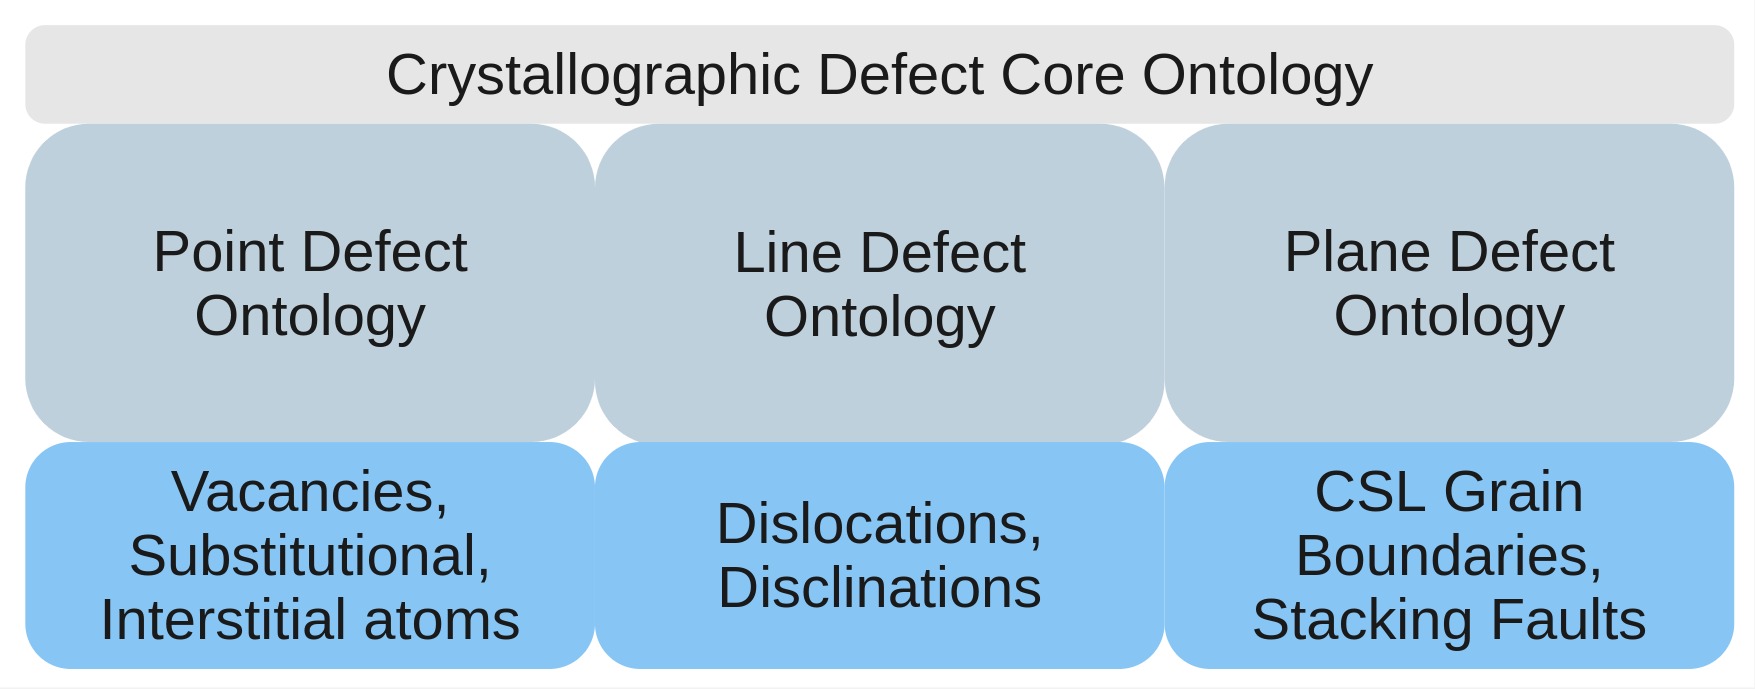 Crystallographic Defect Core Ontology
Point Defect
Ontology
Line Defect
Ontology
Plane Defect
Ontology
Vacancies,
Substitutional,
Interstitial atoms
Dislocations,
Disclinations
CSL Grain
Boundaries,
Stacking Faults